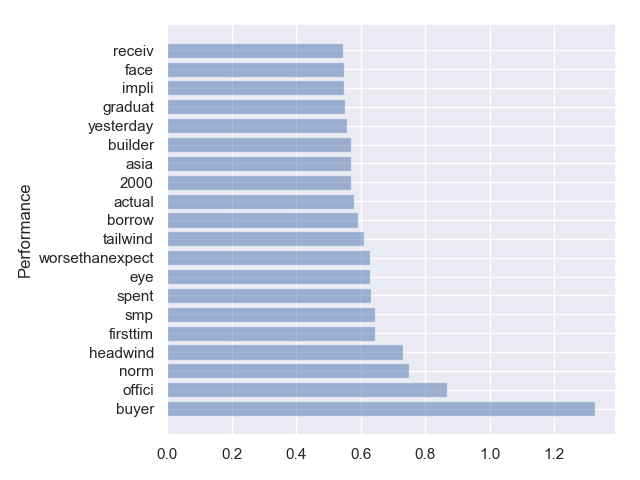 receiv
face
impli
graduat
yesterday
builder
asia
2000
actual
borrow
tailwind
worsethanexpect
eye
spent
smp
firsttim
headwind
norm
offici
buyer
Performance
0.0 0.2 0.4 0.6 0.8 1.0 1.2